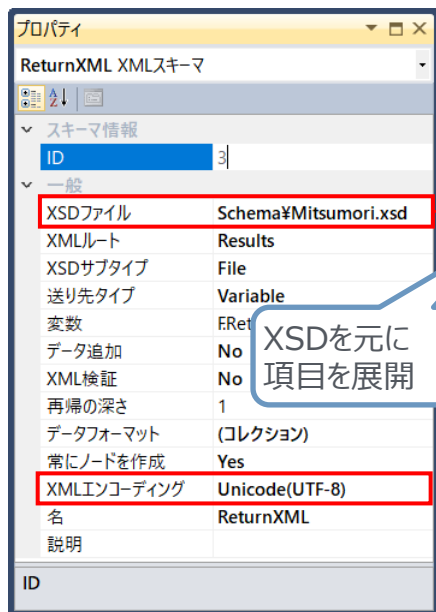 プロパティ
ReturnXML XMLスキーマ
スキーマ情報
ID 3
一般
XSDファイル Schema¥Mitsumori.xsd
XMLルート Results
XSDサブタイプ File
送り先タイプ Variable
変数
データ追加 No
XML検証 No
再帰の深さ 1
データフォーマット (コレクション)
常にノードを作成 Yes
XMLエンコーディング Unicode(UTF-8)
名 ReturnXML
説明
ID
XSDを元に
項目を展開